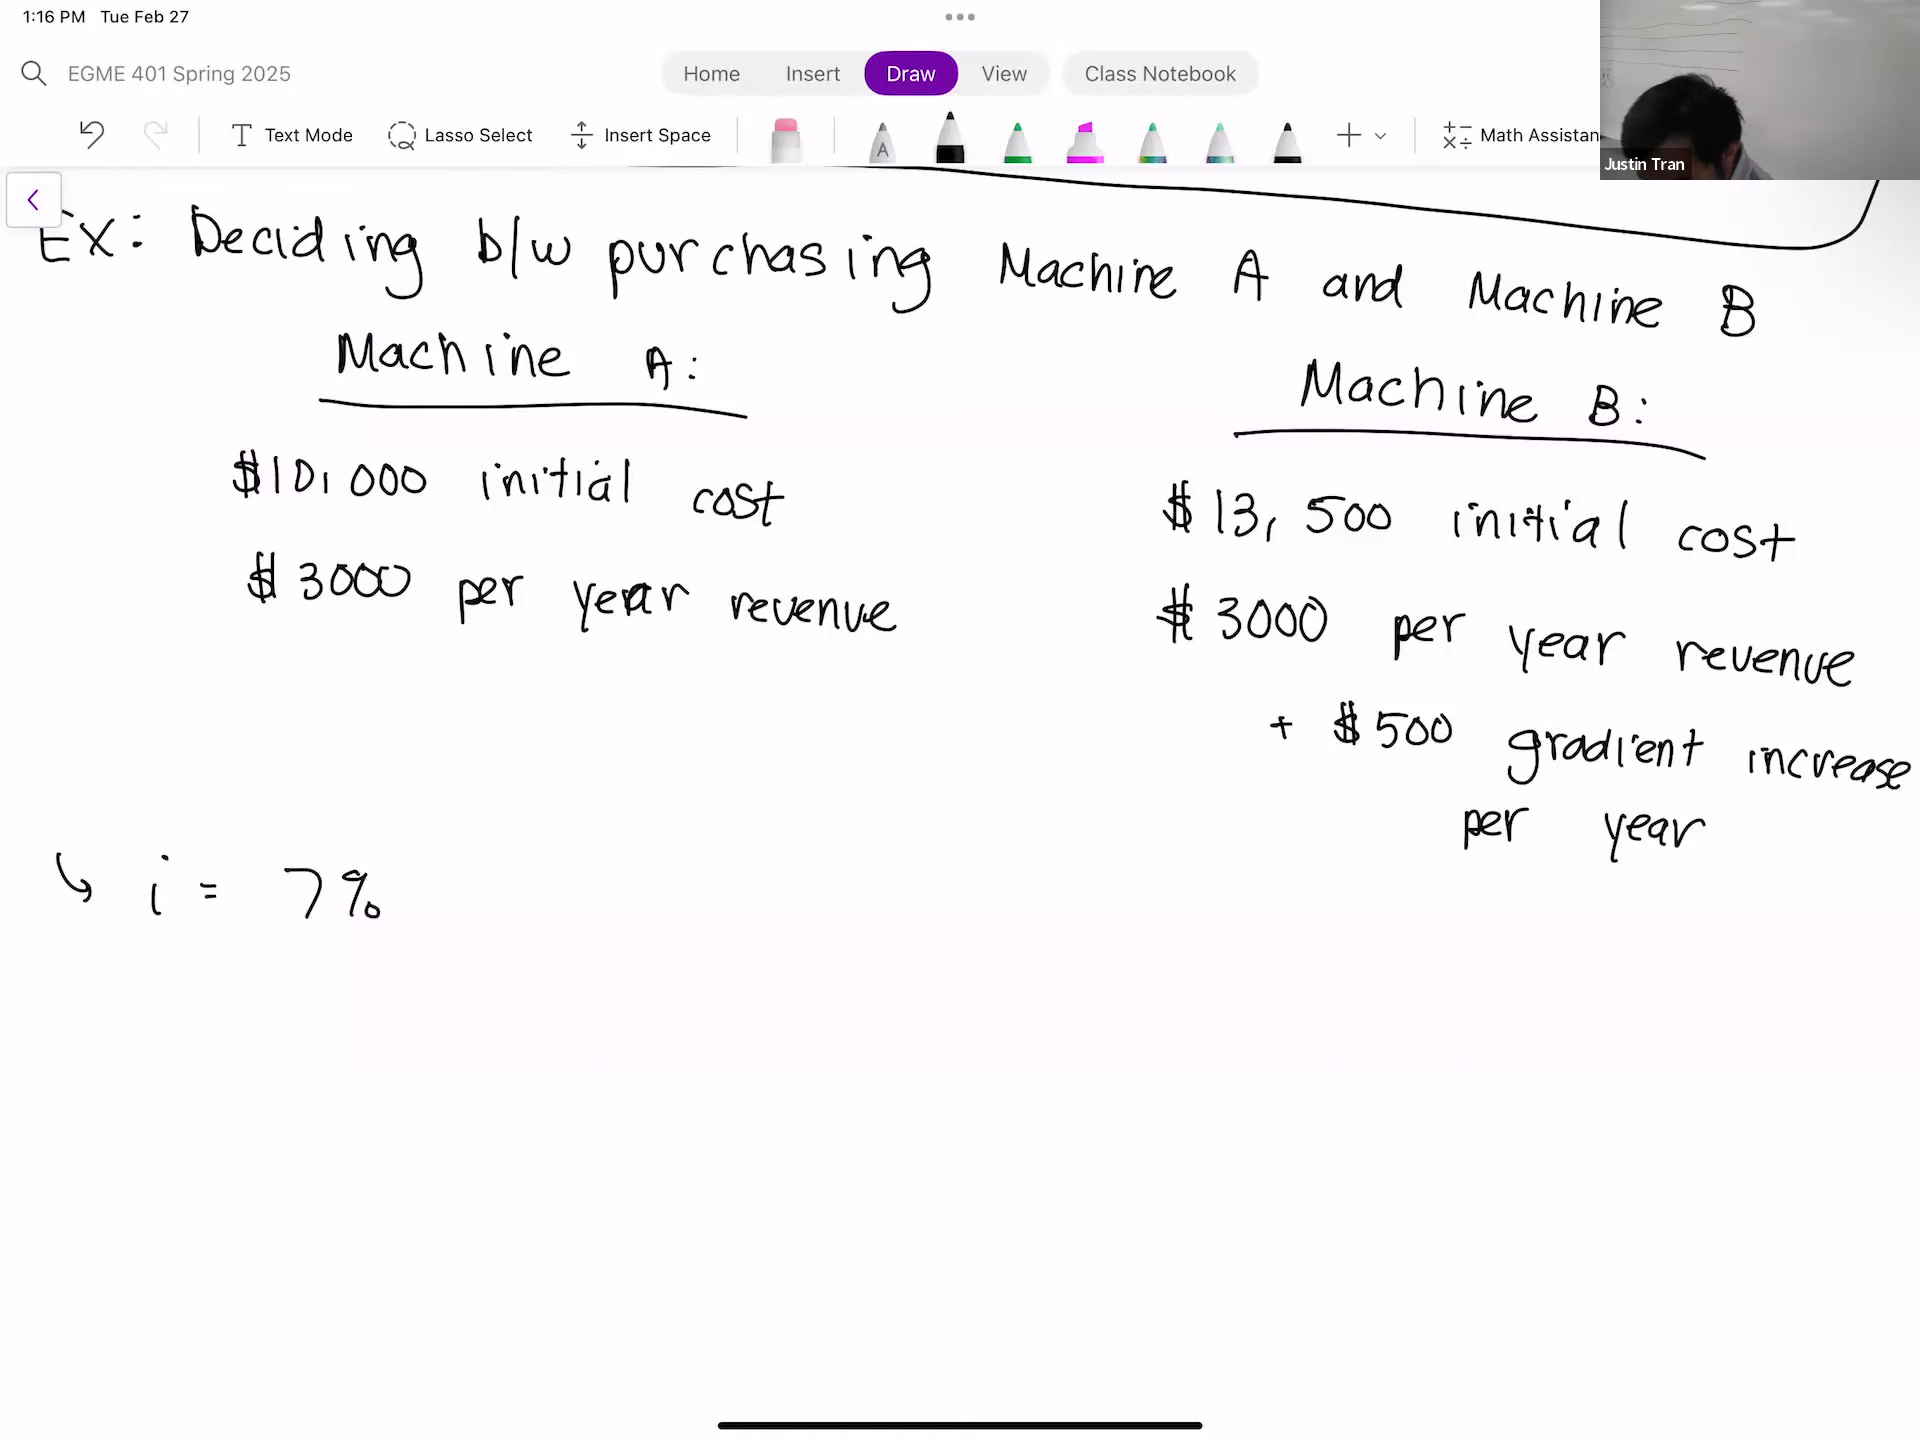 1:16 PM Tue Feb 27
EGME 401 Spring 2025
Home Insert Draw View Class Notebook
Text Mode Lasso Select Insert Space A Math Assistan
Justin Tran
EX: Deciding b/w purchasing Machine A and Machine B
Machine A:
$10,000 initial cost
$3000 per year revenue
Machine B:
$13,500 initial cost
$3000 per year revenue
+ $500 gradient increase
per year
↳ i = 7%